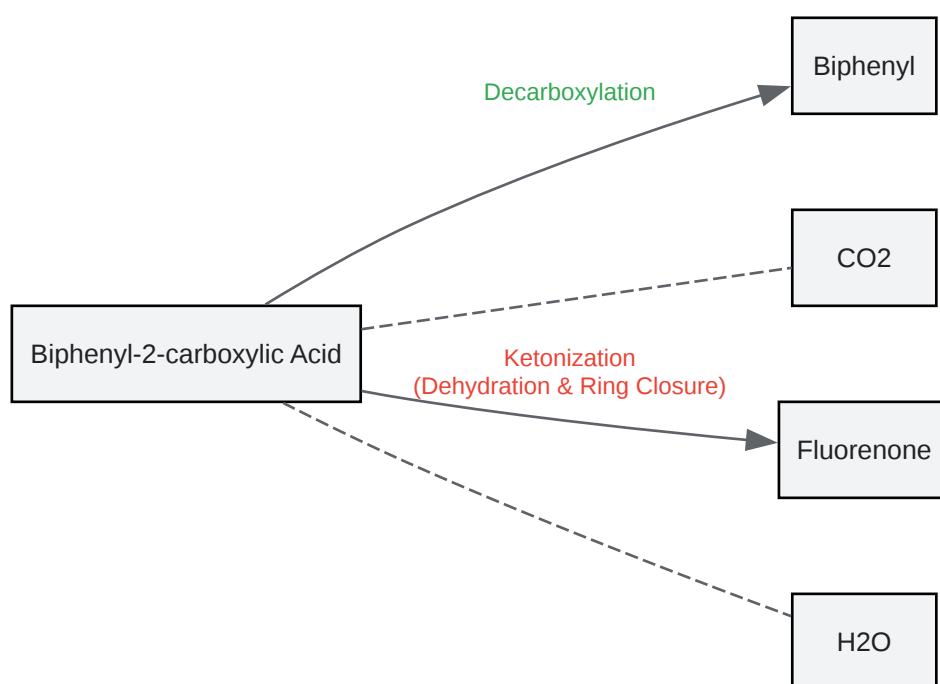 Biphenyl
Decarboxylation
CO2
Biphenyl-2-carboxylic Acid
Ketonization
(Dehydration & Ring Closure)
Fluorenone
H2O